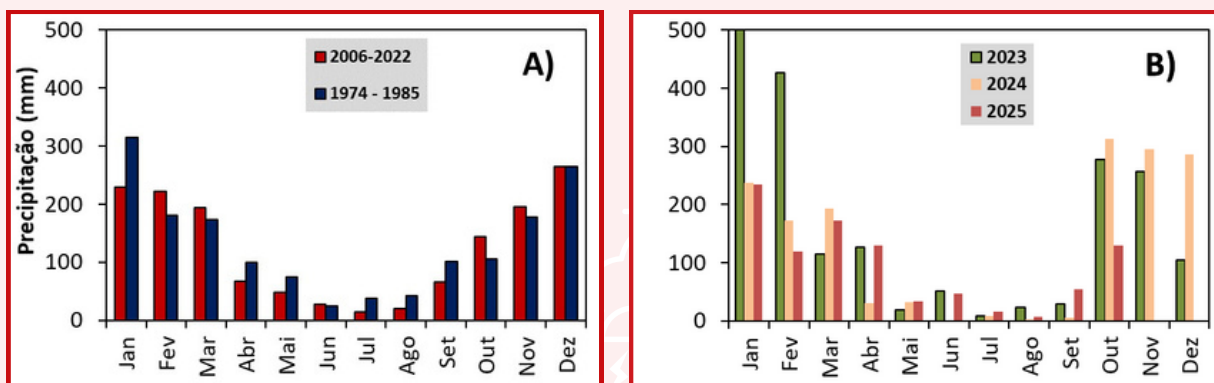 Precipitação (mm)
500
400
300
200
100
0
2006-2022
1974 - 1985
A)
Jan Fev Mar Abr Mai Jun Jul Ago Set Out Nov Dez
500
400
300
200
100
0
2023
2024
2025
B)
Jan Fev Mar Abr Mai Jun Jul Ago Set Out Nov Dez